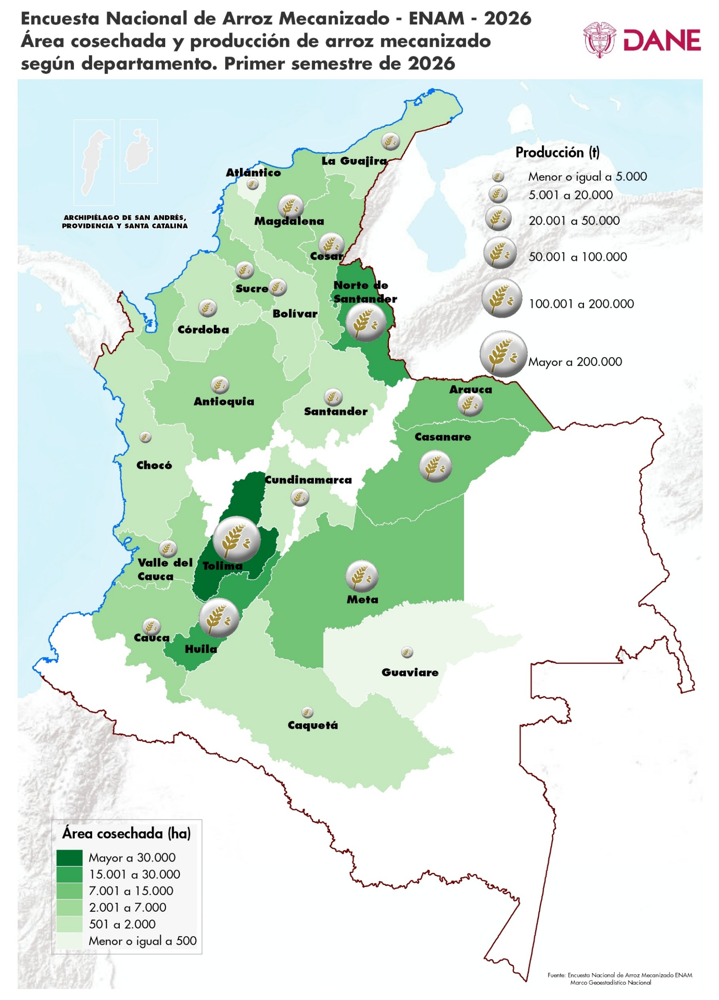 Encuesta Nacional de Arroz Mecanizado - ENAM - 2026
Área cosechada y producción de arroz mecanizado
según departamento. Primer semestre de 2026
DANE
ARCHIPIÉLAGO DE SAN ANDRÉS,
PROVIDENCIA Y SANTA CATALINA
Producción (t)
Menor o igual a 5.000
5.001 a 20.000
20.001 a 50.000
50.001 a 100.000
100.001 a 200.000
Mayor a 200.000
La Guajira
Atlántico
Magdalena
Cesar
Norte de
Santander
Sucre
Bolívar
Córdoba
Arauca
Antioquia
Santander
Casanare
Chocó
Cundinamarca
Valle del
Cauca
Tolima
Meta
Cauca
Huila
Guaviare
Caquetá
Área cosechada (ha)
Mayor a 30.000
15.001 a 30.000
7.001 a 15.000
2.001 a 7.000
501 a 2.000
Menor o igual a 500
Fuente: Encuesta Nacional de Arroz Mecanizado ENAM
Marco Geoestadístico Nacional